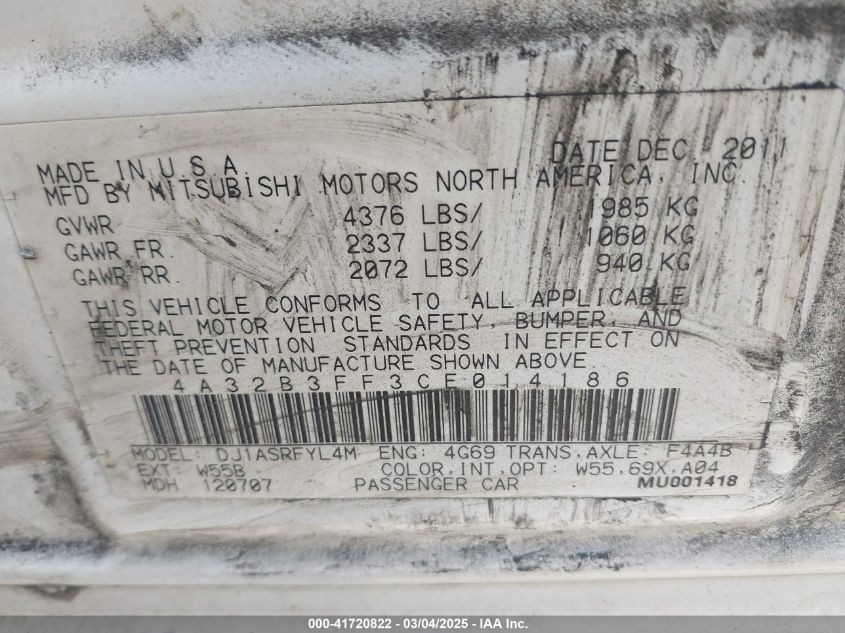 MADE IN U S A DATE DEC 2011
MFD BY MITSUBISHI MOTORS NORTH AMERICA, INC.
GVWR 4376 LBS/ 1985 KG
GAWR FR. 2337 LBS/ 1060 KG
GAWR RR. 2072 LBS/ 940 KG
THIS VEHICLE CONFORMS TO ALL APPLICABLE
FEDERAL MOTOR VEHICLE SAFETY, BUMPER, AND
THEFT PREVENTION STANDARDS IN EFFECT ON
THE DATE OF MANUFACTURE SHOWN ABOVE
4A32B3FF3CE014186
MODEL: DJ1ASRFYL4M ENG: 4G69 TRANS.AXLE: F4A4B
EXT: W55B COLOR.INT.OPT: W55.69X.A04
MDH 120707 PASSENGER CAR MU001418
000-41720822 - 03/04/2025 - IAA Inc.